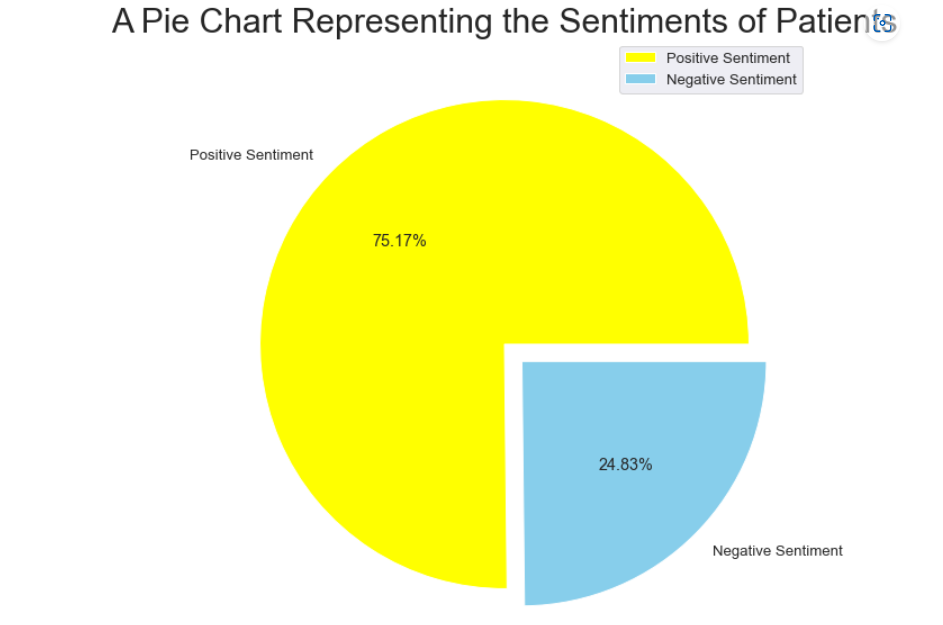 A Pie Chart Representing the Sentiments of Patients
Positive Sentiment
Negative Sentiment
Positive Sentiment
75.17%
24.83%
Negative Sentiment